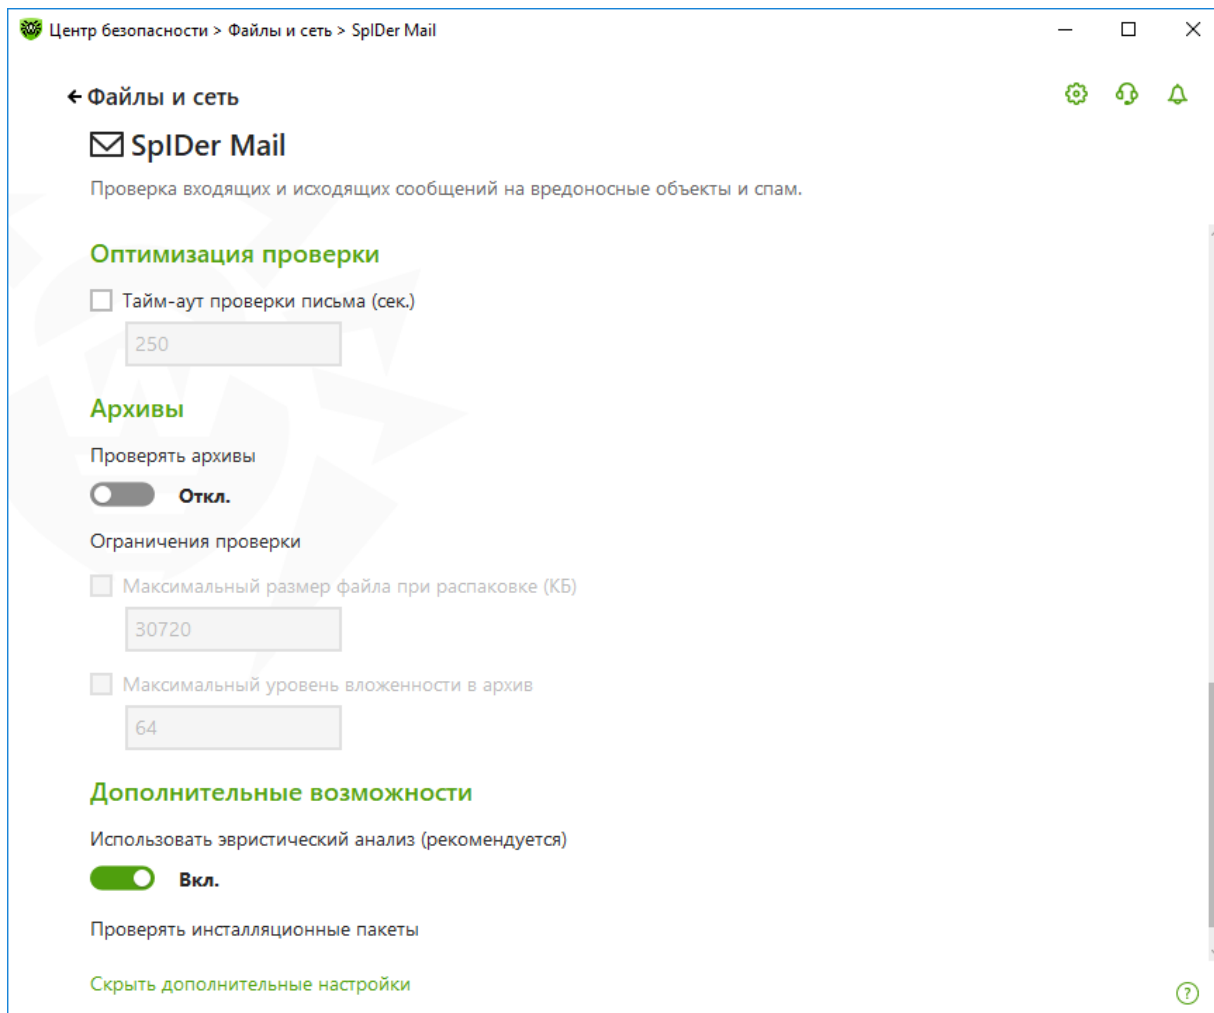 Центр безопасности > Файлы и сеть > SpIDer Mail
Файлы и сеть
SpIDer Mail
Проверка входящих и исходящих сообщений на вредоносные объекты и спам.
Оптимизация проверки
Тайм-аут проверки письма (сек.)
250
Архивы
Проверять архивы
Откл.
Ограничения проверки
Максимальный размер файла при распаковке (КБ)
30720
Максимальный уровень вложенности в архив
64
Дополнительные возможности
Использовать эвристический анализ (рекомендуется)
Вкл.
Проверять инсталляционные пакеты
Скрыть дополнительные настройки
?